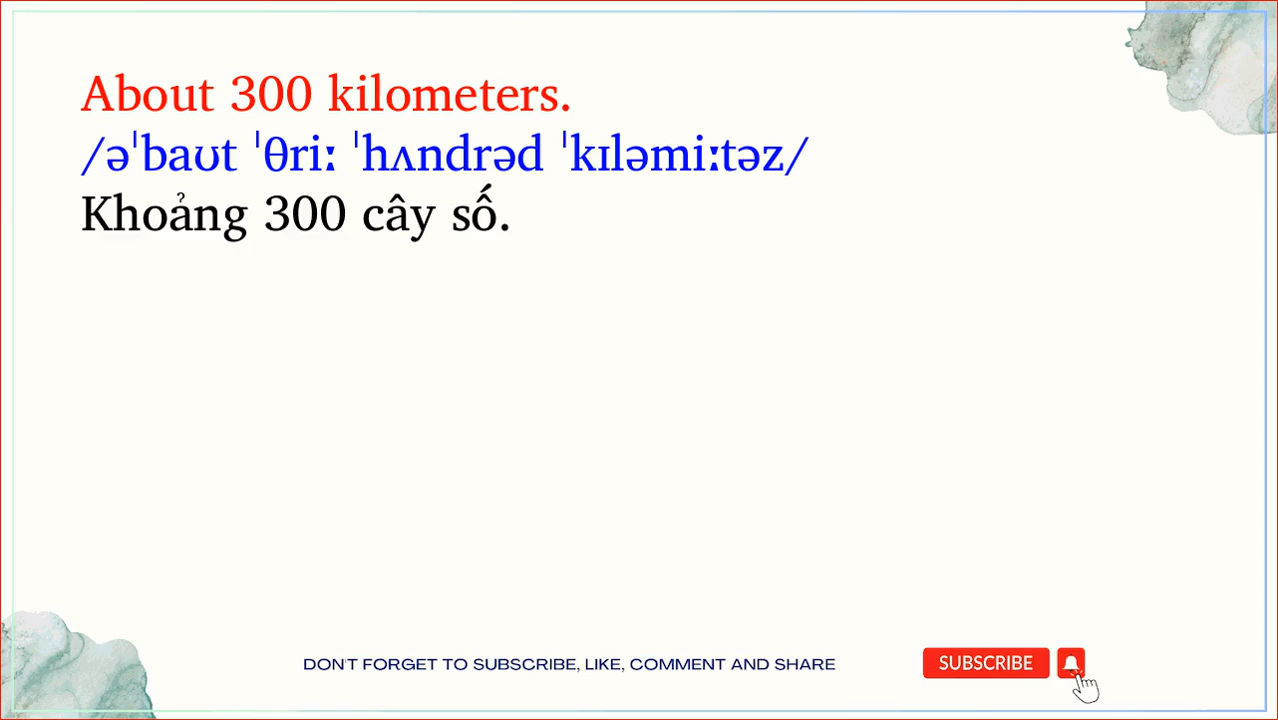 About 300 kilometers.
/əˈbaʊt ˈθriː ˈhʌndrəd ˈkɪləmiːtəz/
Khoảng 300 cây số.
DON'T FORGET TO SUBSCRIBE, LIKE, COMMENT AND SHARE
SUBSCRIBE